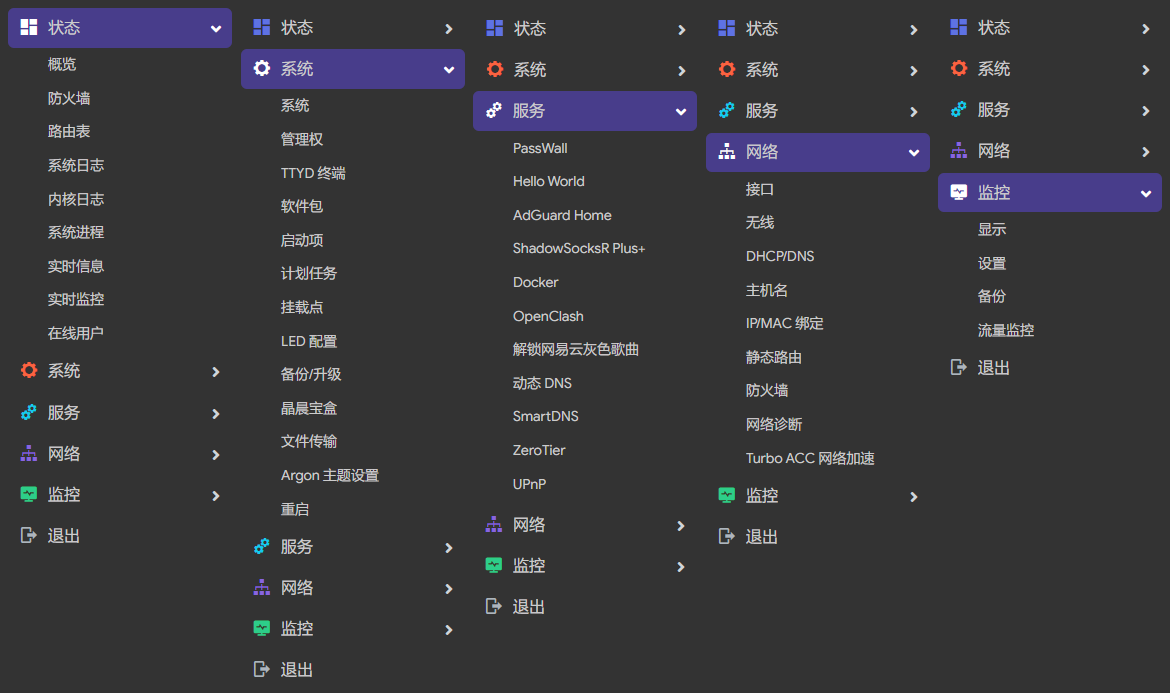 状态
概览
防火墙
路由表
系统日志
内核日志
系统进程
实时信息
实时监控
在线用户
系统
服务
网络
监控
退出
状态
系统
系统
管理权
TTYD 终端
软件包
启动项
计划任务
挂载点
LED 配置
备份/升级
晶晨宝盒
文件传输
Argon 主题设置
重启
服务
网络
监控
退出
状态
系统
服务
PassWall
Hello World
AdGuard Home
ShadowSocksR Plus+
Docker
OpenClash
解锁网易云灰色歌曲
动态 DNS
SmartDNS
ZeroTier
UPnP
网络
监控
退出
状态
系统
服务
网络
接口
无线
DHCP/DNS
主机名
IP/MAC 绑定
静态路由
防火墙
网络诊断
Turbo ACC 网络加速
监控
退出
状态
系统
服务
网络
监控
显示
设置
备份
流量监控
退出